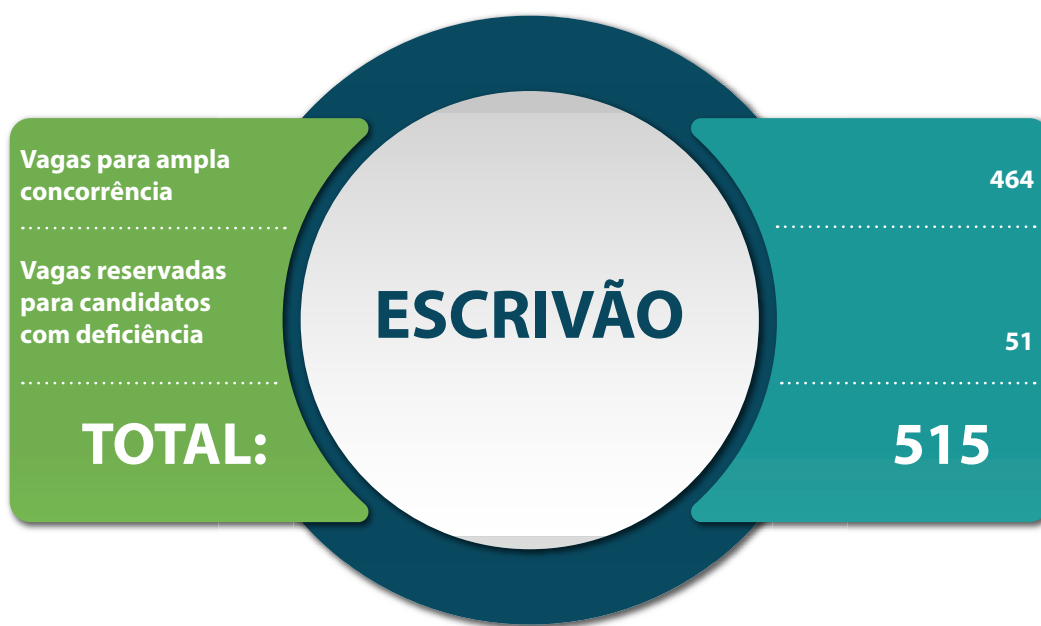 Vagas para ampla
concorrência
464
Vagas reservadas
para candidatos
com deficiência
51
ESCRIVÃO
TOTAL:
515